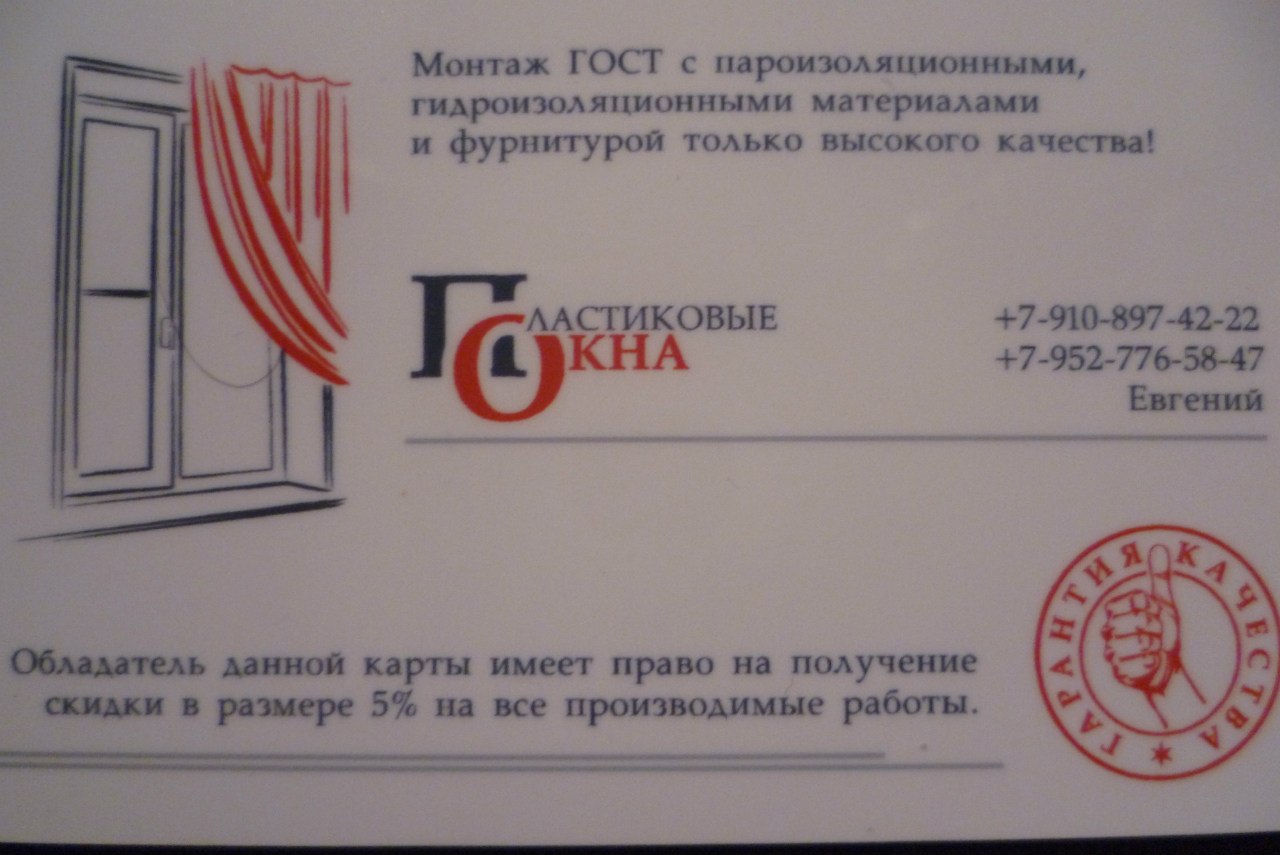 Монтаж ГОСТ с пароизоляционными,
гидроизоляционными материалами
и фурнитурой только высокого качества!
Пластиковые
Окна
+7-910-897-42-22
+7-952-776-58-47
Евгений
Обладатель данной карты имеет право на получение
скидки в размере 5% на все производимые работы.
ГАРАНТИЯ КАЧЕСТВА